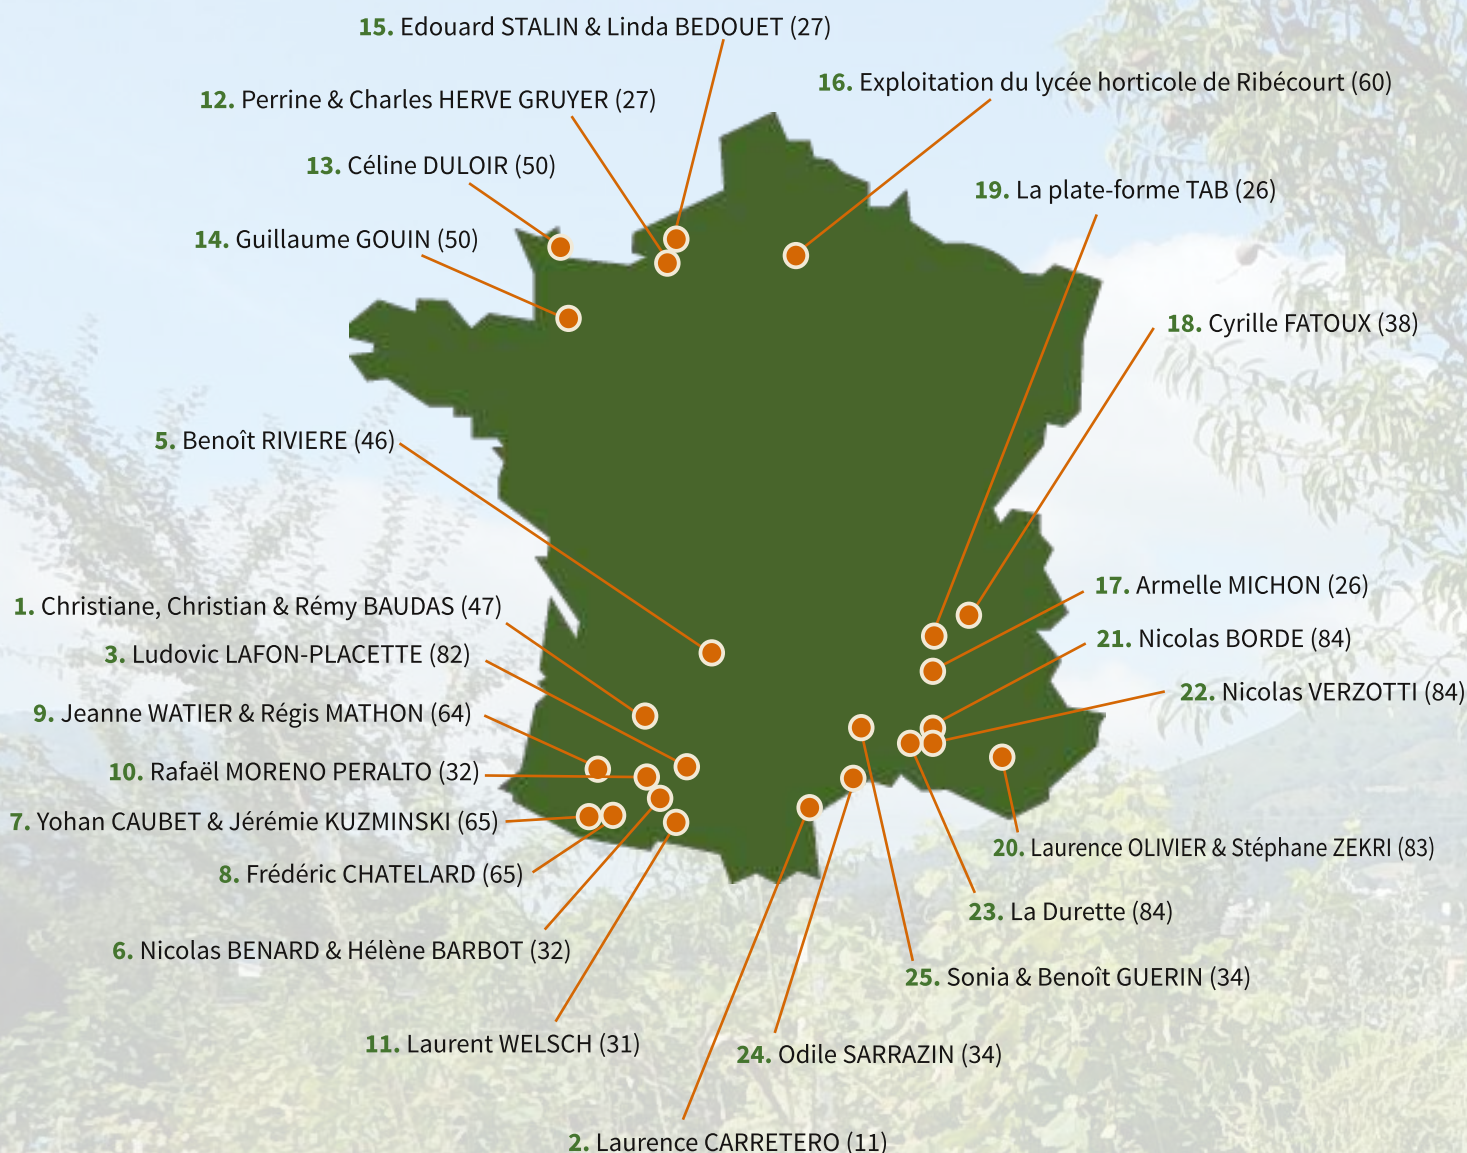 15. Edouard STALIN & Linda BEDOUET (27)
16. Exploitation du lycée horticole de Ribécourt (60)
12. Perrine & Charles HERVE GRUYER (27)
13. Céline DULOIR (50)
19. La plate-forme TAB (26)
14. Guillaume GOUIN (50)
18. Cyrille FATOUX (38)
5. Benoît RIVIERE (46)
17. Armelle MICHON (26)
1. Christiane, Christian & Rémy BAUDAS (47)
21. Nicolas BORDE (84)
3. Ludovic LAFON-PLACETTE (82)
22. Nicolas VERZOTTI (84)
9. Jeanne WATIER & Régis MATHON (64)
10. Rafaël MORENO PERALTO (32)
7. Yohan CAUBET & Jérémie KUZMINSKI (65)
20. Laurence OLIVIER & Stéphane ZEKRI (83)
8. Frédéric CHATELARD (65)
23. La Durette (84)
6. Nicolas BENARD & Hélène BARBOT (32)
25. Sonia & Benoît GUERIN (34)
11. Laurent WELSCH (31)
24. Odile SARRAZIN (34)
2. Laurence CARRETERO (11)